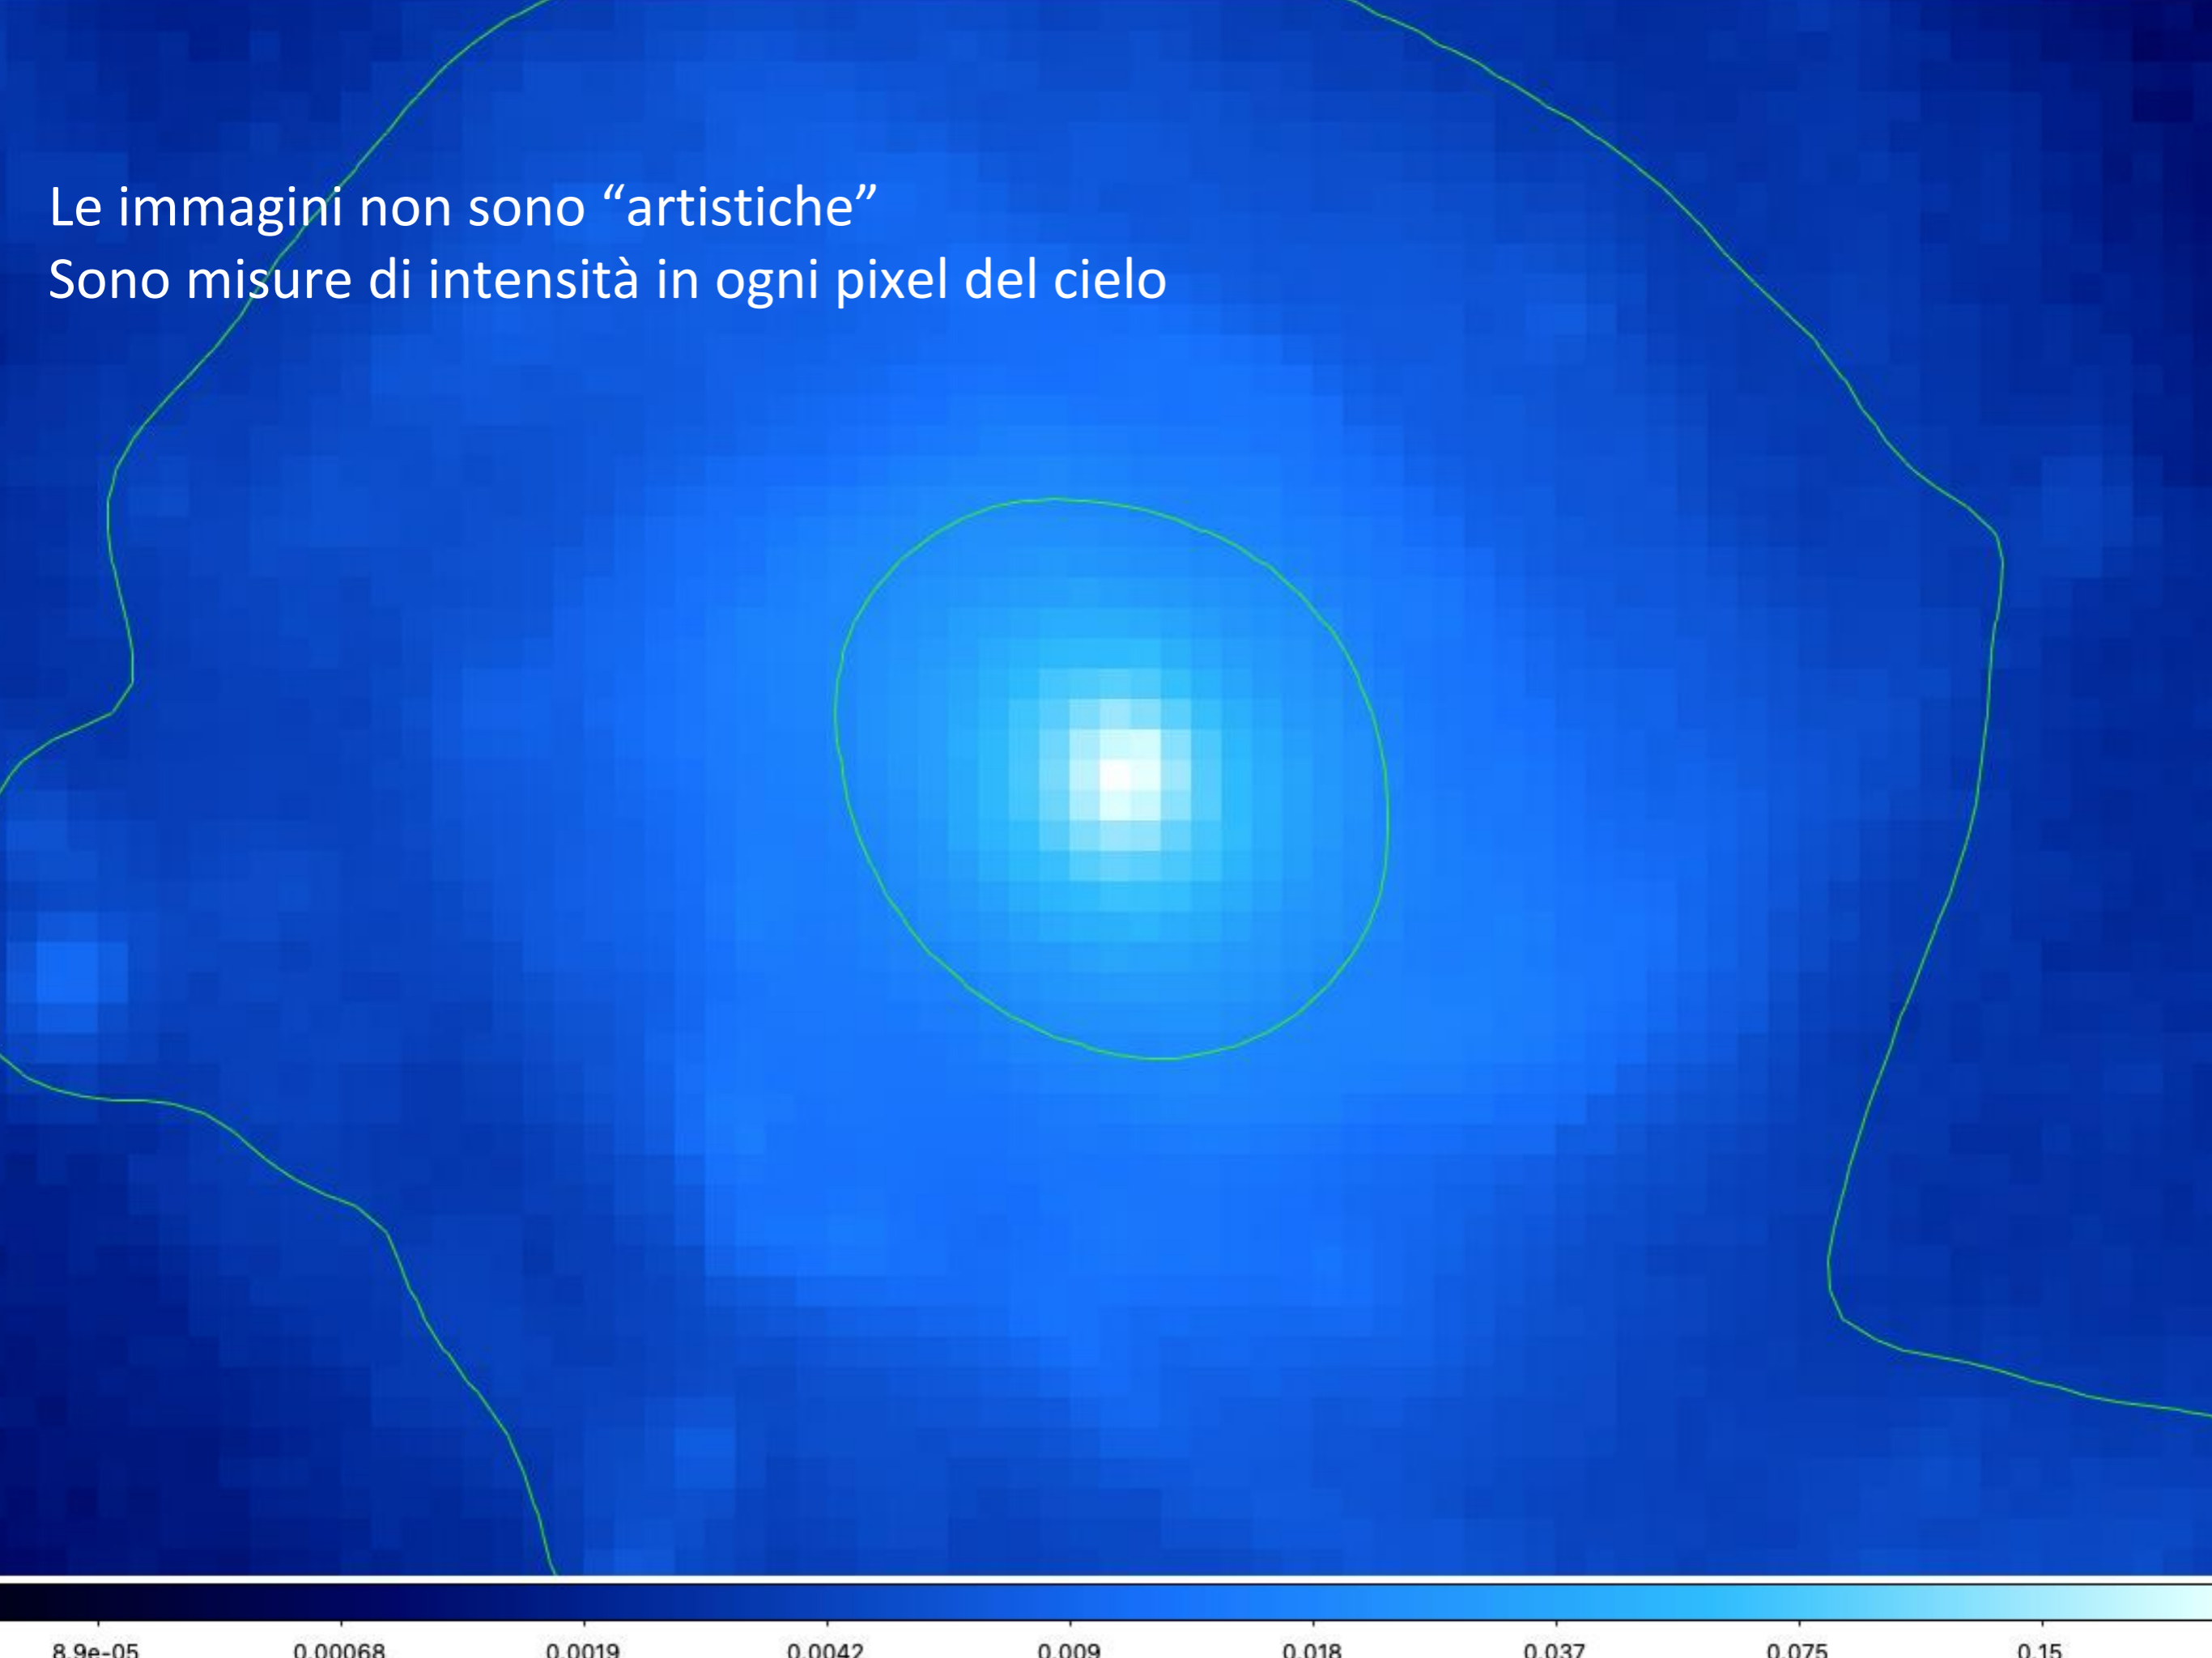 Le immagini non sono “artistiche”
Sono misure di intensità in ogni pixel del cielo
8.9e-05 0.00068 0.0019 0.0042 0.009 0.018 0.037 0.075 0.15